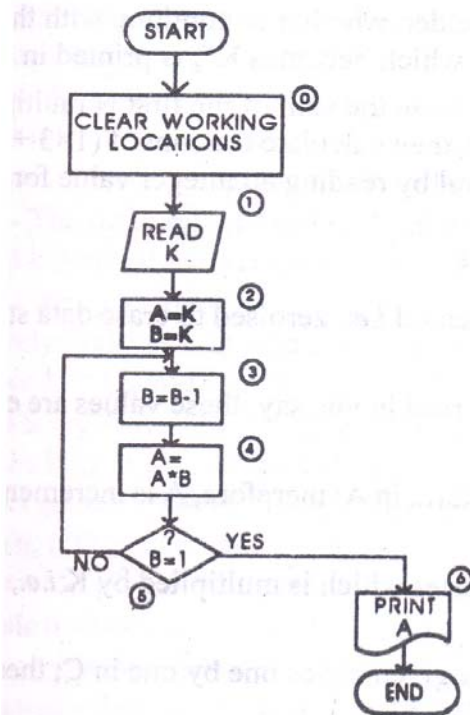 START
0
CLEAR WORKING
LOCATIONS
1
READ
K
2
A=K
B=K
3
B=B-1
4
A=
A*B
?
B=1
NO
YES
5
6
PRINT
A
END